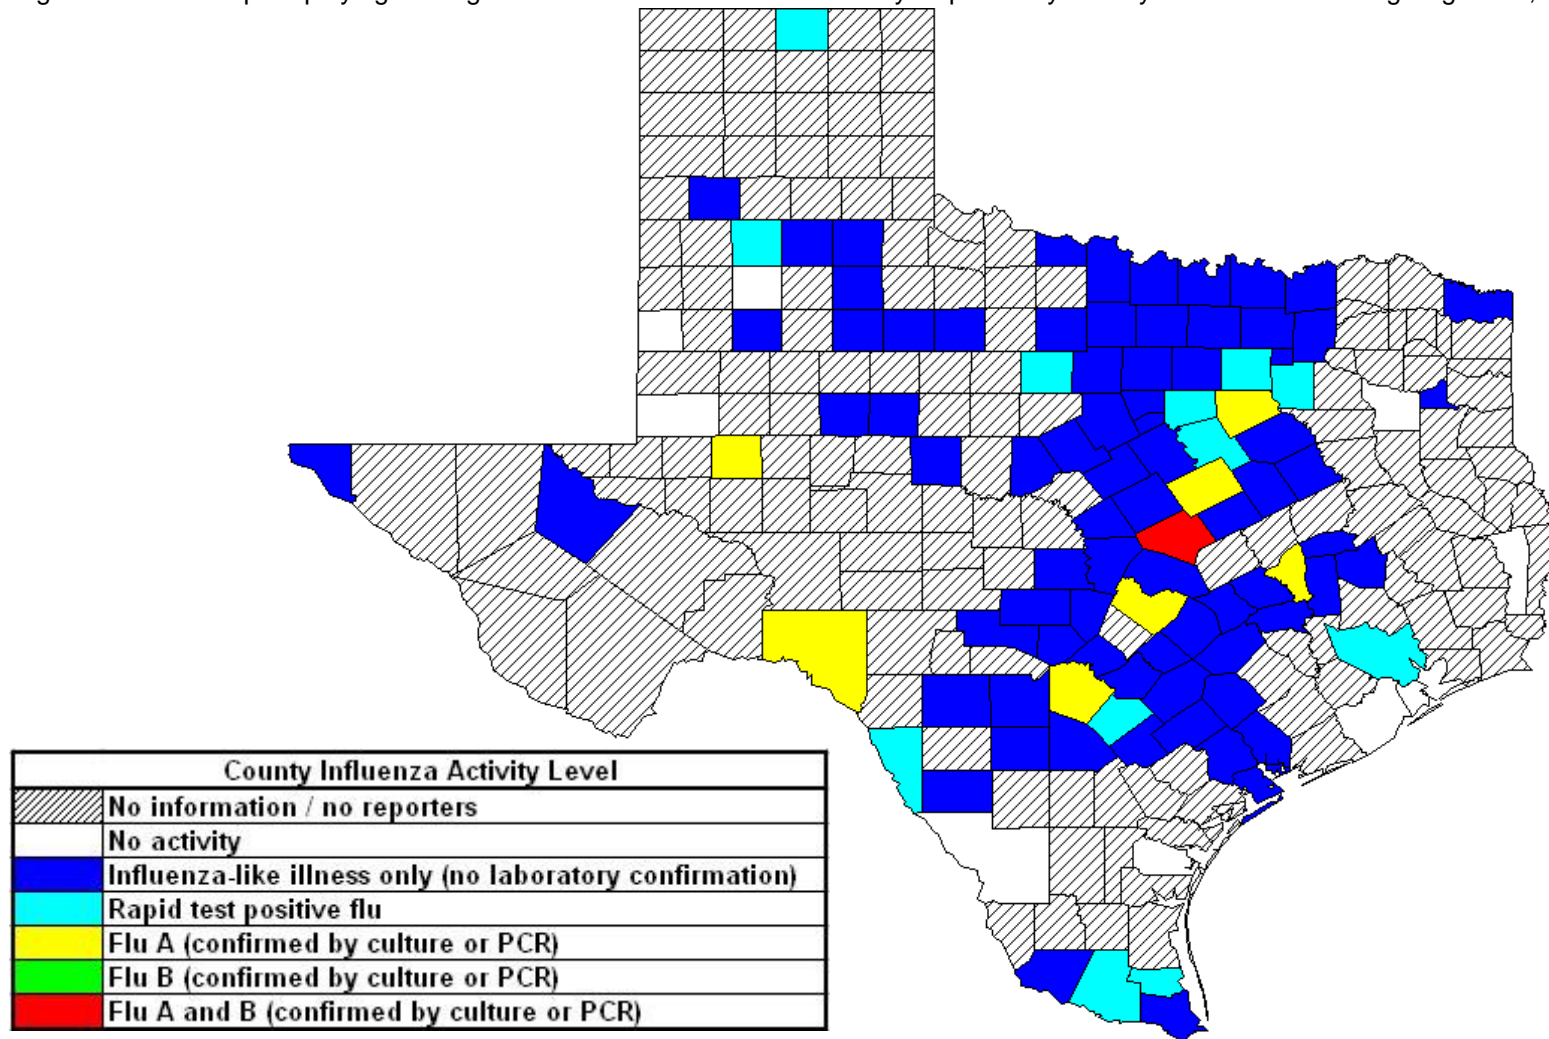 County Influenza Activity Level
No information / no reporters
No activity
Influenza-like illness only (no laboratory confirmation)
Rapid test positive flu
Flu A (confirmed by culture or PCR)
Flu B (confirmed by culture or PCR)
Flu A and B (confirmed by culture or PCR)